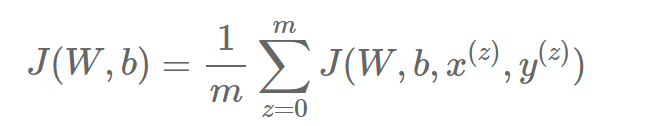 J(W, b) = \frac{1}{m} \sum_{z=0}^{m} J(W, b, x^{(z)}, y^{(z)})